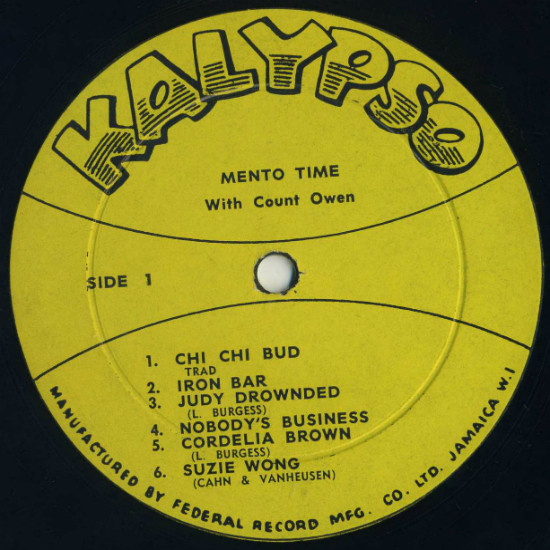 KALYPSO
MENTO TIME
With Count Owen
SIDE 1
1. CHI CHI BUD
TRAD
2. IRON BAR
3. JUDY DROWNDED
(L. BURGESS)
4. NOBODY'S BUSINESS
5. CORDELIA BROWN
(L. BURGESS)
6. SUZIE WONG
(CAHN & VANHEUSEN)
MANUFACTURED BY FEDERAL RECORD MFG. CO. LTD. JAMAICA W.I